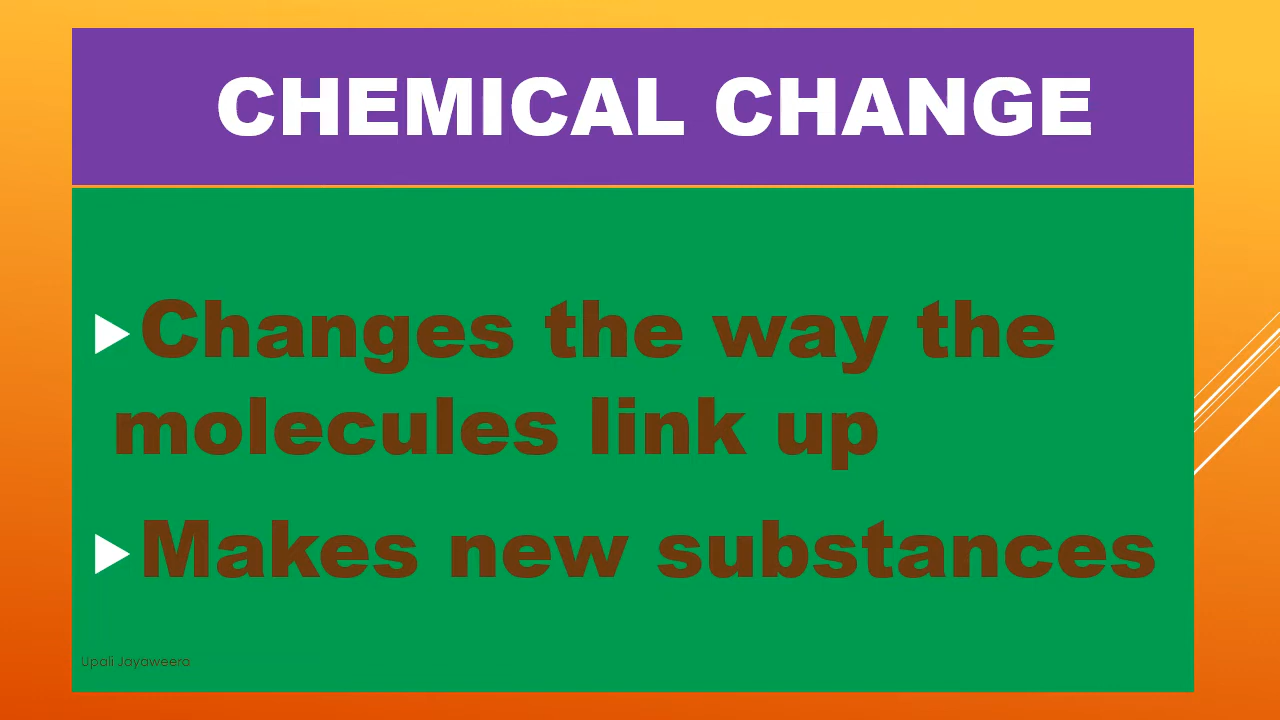 CHEMICAL CHANGE
Changes the way the
molecules link up
Makes new substances
Upali Jayaweera